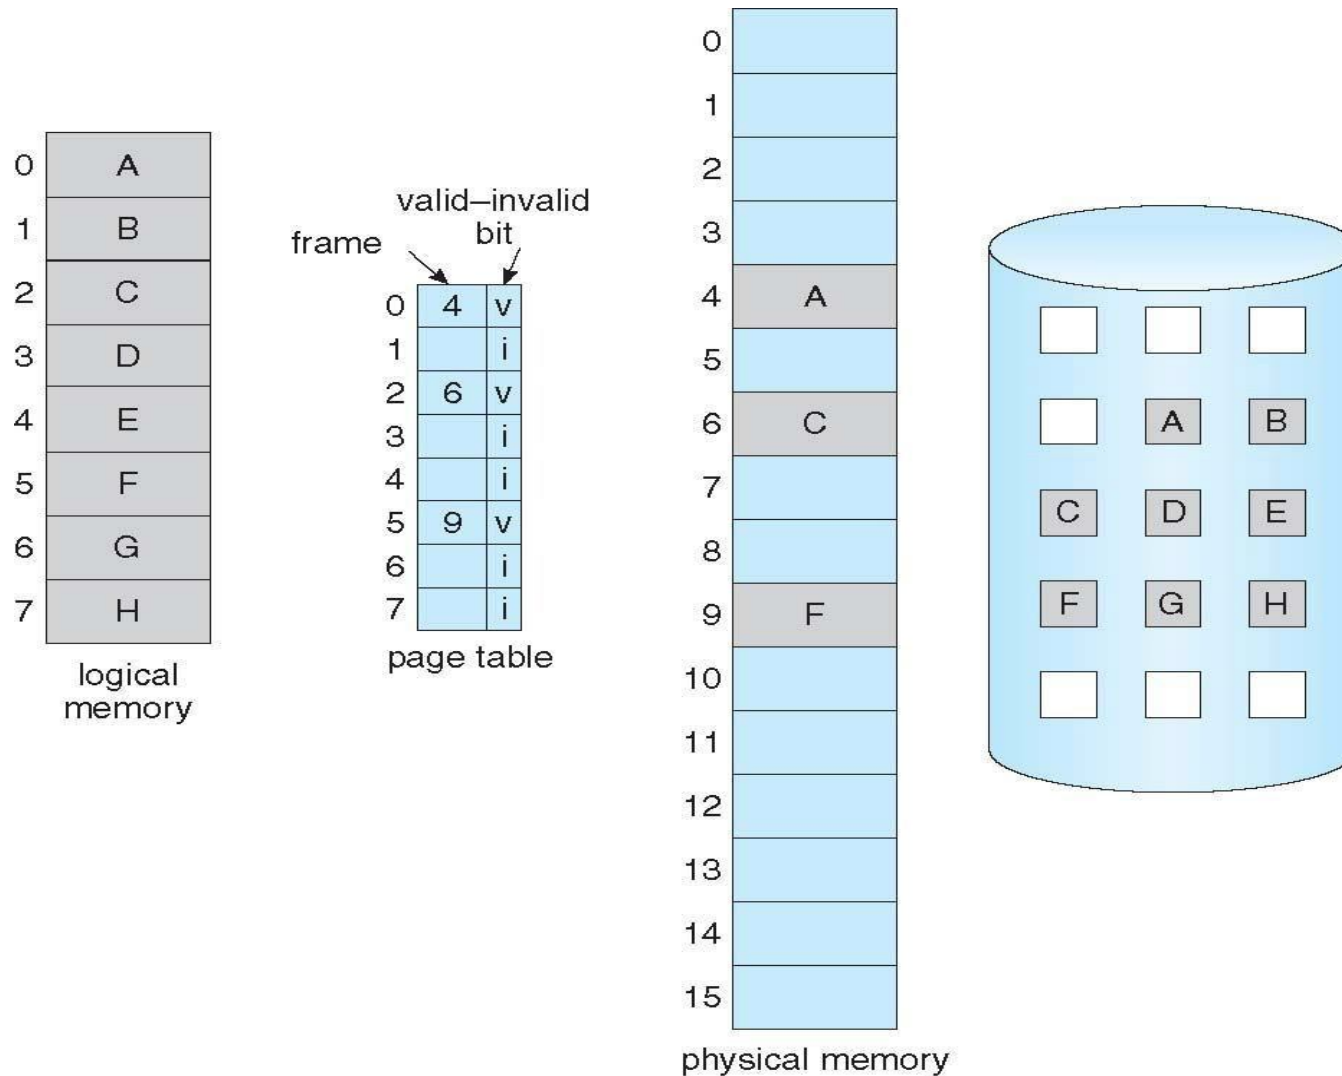 0 A
1 B
2 C
3 D
4 E
5 F
6 G
7 H
logical
memory
valid–invalid
bit
frame
0 4 v
1 i
2 6 v
3 i
4 i
5 9 v
6 i
7 i
page table
0
1
2
3
4 A
5
6 C
7
8
9 F
10
11
12
13
14
15
physical memory
A B
C D E
F G H